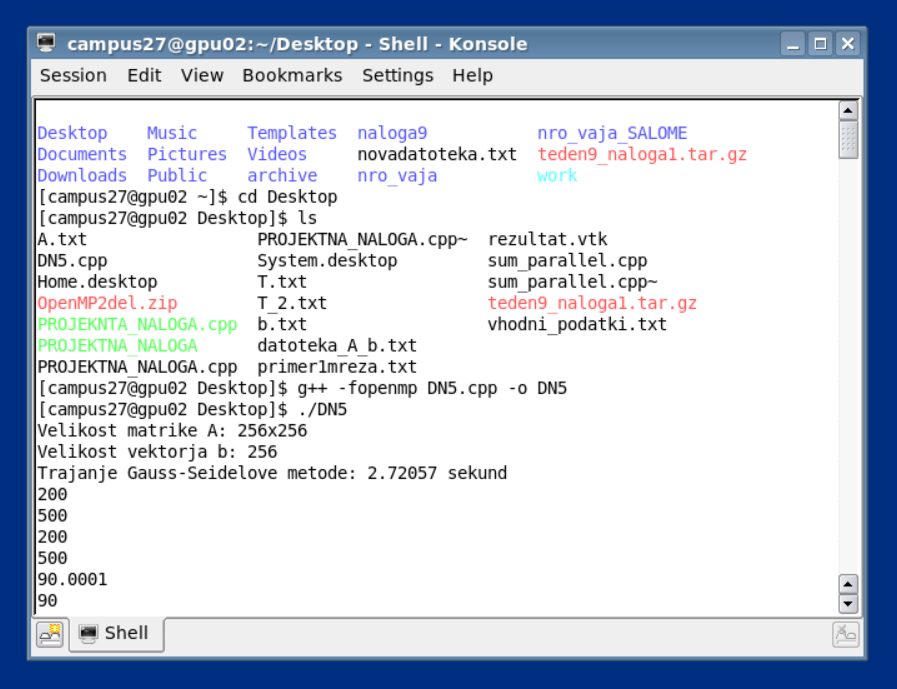 campus27@gpu02:~/Desktop - Shell - Konsole
Session Edit View Bookmarks Settings Help
Desktop Music Templates naloga9 nro_vaja_SALOME
Documents Pictures Videos novadatoteka.txt teden9_naloga1.tar.gz
Downloads Public archive nro_vaja work
[campus27@gpu02 ~]$ cd Desktop
[campus27@gpu02 Desktop]$ ls
A.txt PROJEKTNA_NALOGA.cpp~ rezultat.vtk
DN5.cpp System.desktop sum_parallel.cpp
Home.desktop T.txt sum_parallel.cpp~
OpenMP2del.zip T_2.txt teden9_naloga1.tar.gz
PROJEKNTA_NALOGA.cpp b.txt vhodni_podatki.txt
PROJEKTNA_NALOGA datoteka_A_b.txt
PROJEKTNA_NALOGA.cpp primer1mreza.txt
[campus27@gpu02 Desktop]$ g++ -fopenmp DN5.cpp -o DN5
[campus27@gpu02 Desktop]$ ./DN5
Velikost matrike A: 256x256
Velikost vektorja b: 256
Trajanje Gauss-Seidelove metode: 2.72057 sekund
200
500
200
500
90.0001
90
Shell